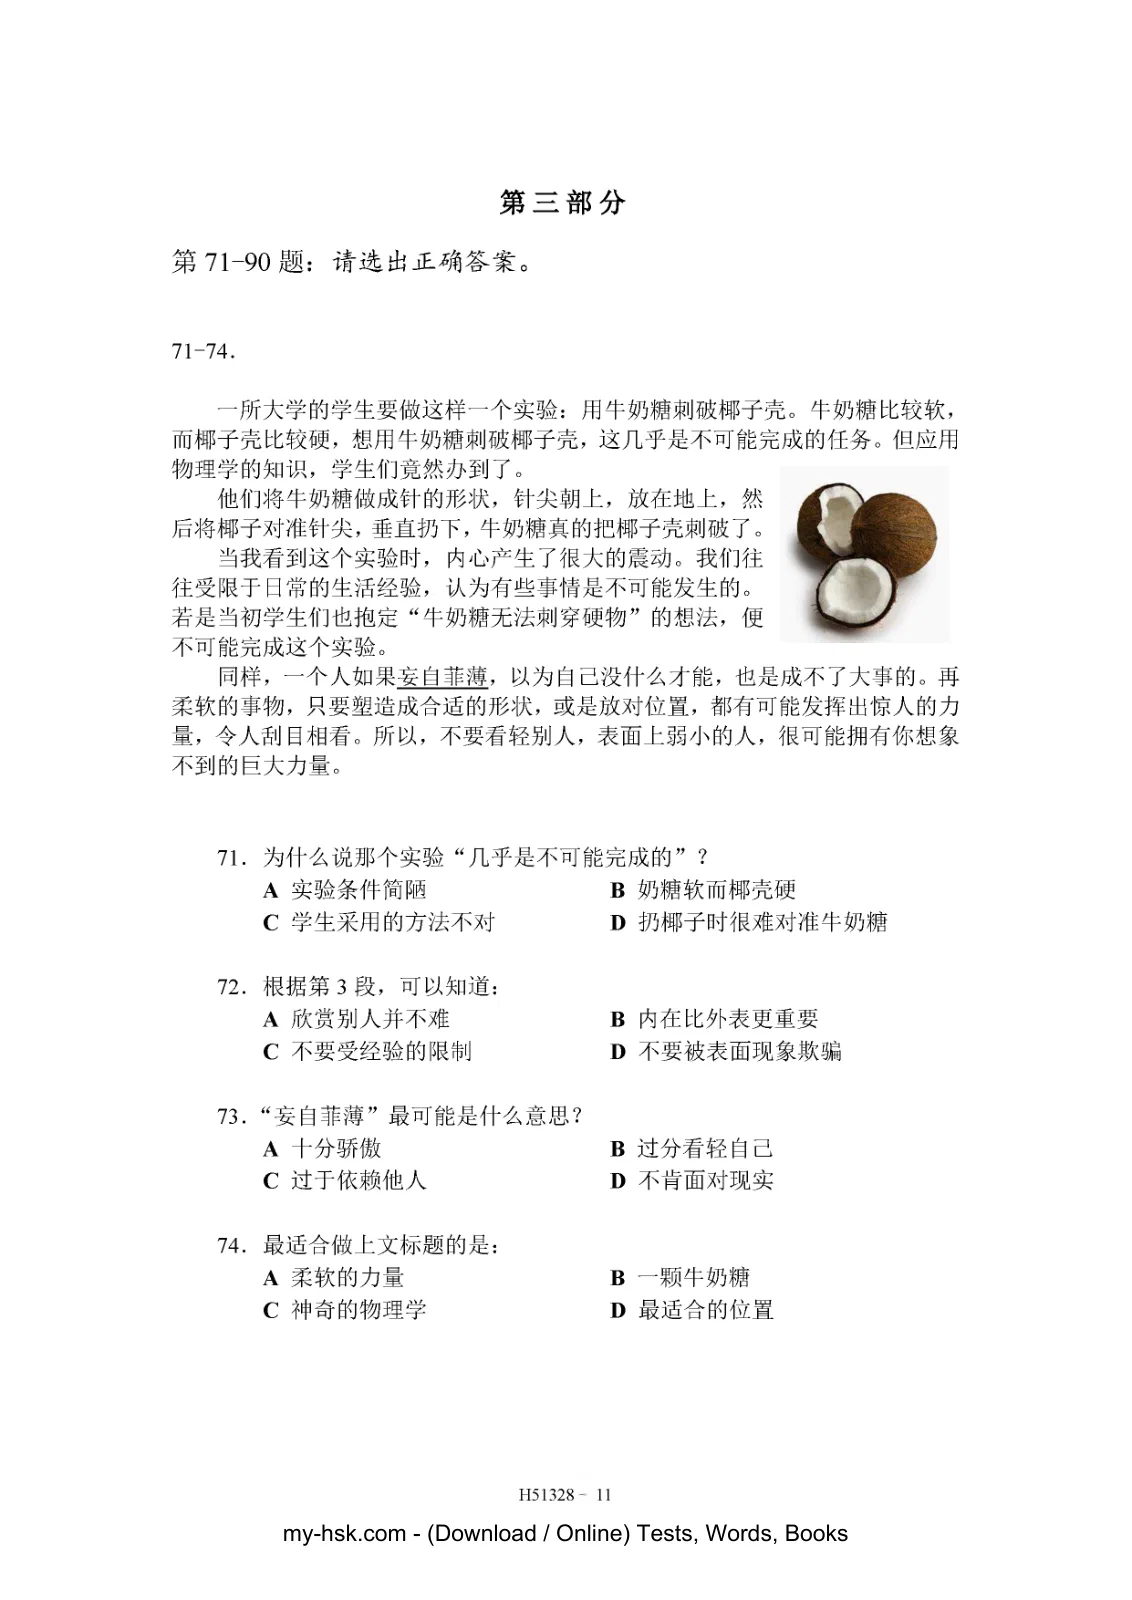 第三部分
第 71-90 题：请选出正确答案。
71-74．
一所大学的学生要做这样一个实验：用牛奶糖刺破椰子壳。牛奶糖比较软，
而椰子壳比较硬，想用牛奶糖刺破椰子壳，这几乎是不可能完成的任务。但应用
物理学的知识，学生们竟然办到了。
他们将牛奶糖做成针的形状，针尖朝上，放在地上，然
后将椰子对准针尖，垂直扔下，牛奶糖真的把椰子壳刺破了。
当我看到这个实验时，内心产生了很大的震动。我们往
往受限于日常的生活经验，认为有些事情是不可能发生的。
若是当初学生们也抱定“牛奶糖无法刺穿硬物”的想法，便
不可能完成这个实验。
同样，一个人如果妄自菲薄，以为自己没什么才能，也是成不了大事的。再
柔软的事物，只要塑造成合适的形状，或是放对位置，都有可能发挥出惊人的力
量，令人刮目相看。所以，不要看轻别人，表面上弱小的人，很可能拥有你想象
不到的巨大力量。
71．为什么说那个实验“几乎是不可能完成的”？
A 实验条件简陋 B 奶糖软而椰壳硬
C 学生采用的方法不对 D 扔椰子时很难对准牛奶糖
72．根据第 3 段，可以知道：
A 欣赏别人并不难 B 内在比外表更重要
C 不要受经验的限制 D 不要被表面现象欺骗
73．“妄自菲薄”最可能是什么意思？
A 十分骄傲 B 过分看轻自己
C 过于依赖他人 D 不肯面对现实
74．最适合做上文标题的是：
A 柔软的力量 B 一颗牛奶糖
C 神奇的物理学 D 最适合的位置
H51328 - 11
my-hsk.com - (Download / Online) Tests, Words, Books